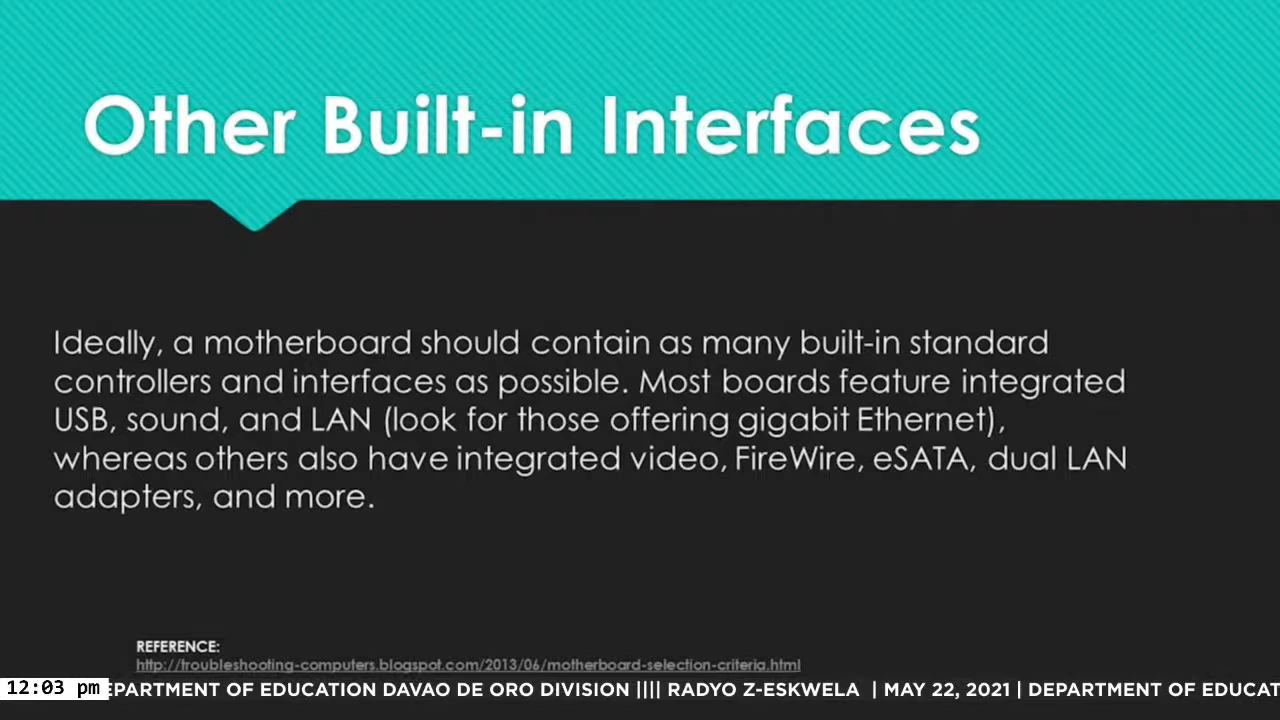 Other Built-in Interfaces
Ideally, a motherboard should contain as many built-in standard
controllers and interfaces as possible. Most boards feature integrated
USB, sound, and LAN (look for those offering gigabit Ethernet),
whereas others also have integrated video, FireWire, eSATA, dual LAN
adapters, and more.
REFERENCE:
http://troubleshooting-computers.blogspot.com/2013/06/motherboard-selection-criteria.html
12:03 pm EPARTMENT OF EDUCATION DAVAO DE ORO DIVISION |||| RADYO Z-ESKWELA | MAY 22, 2021 | DEPARTMENT OF EDUCAT